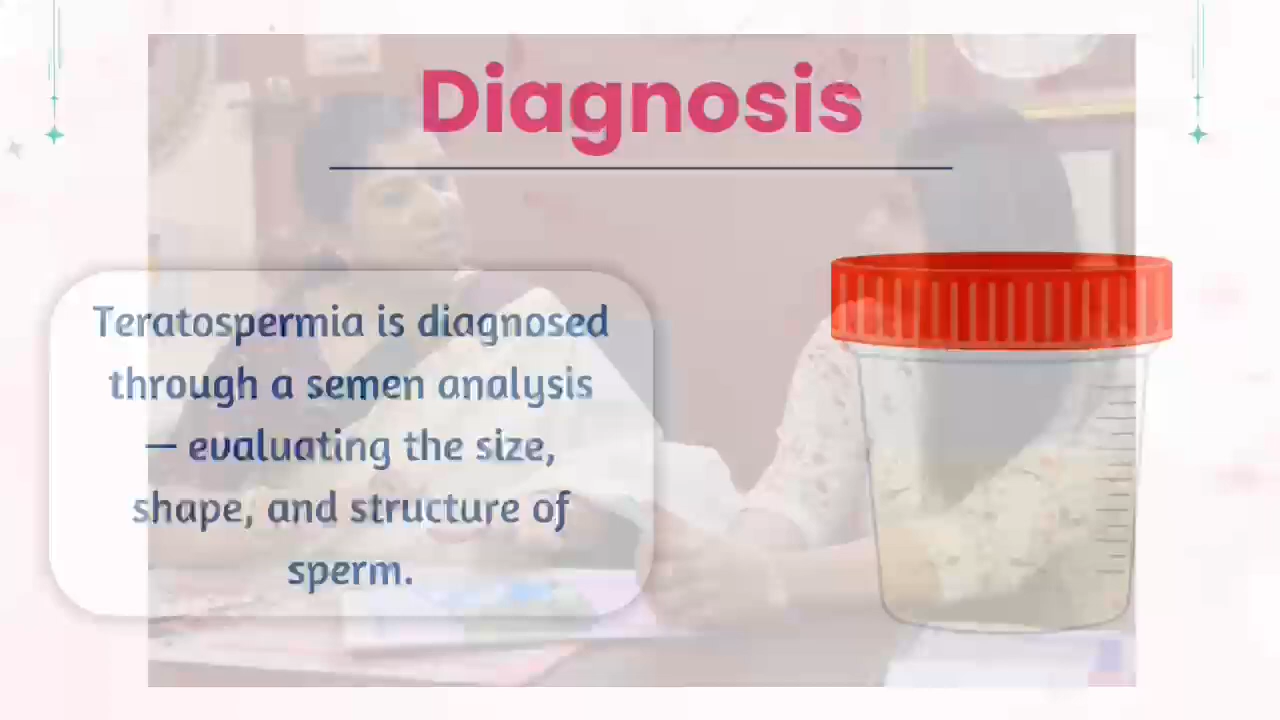 Diagnosis
Teratospermia is diagnosed
through a semen analysis
— evaluating the size,
shape, and structure of
sperm.